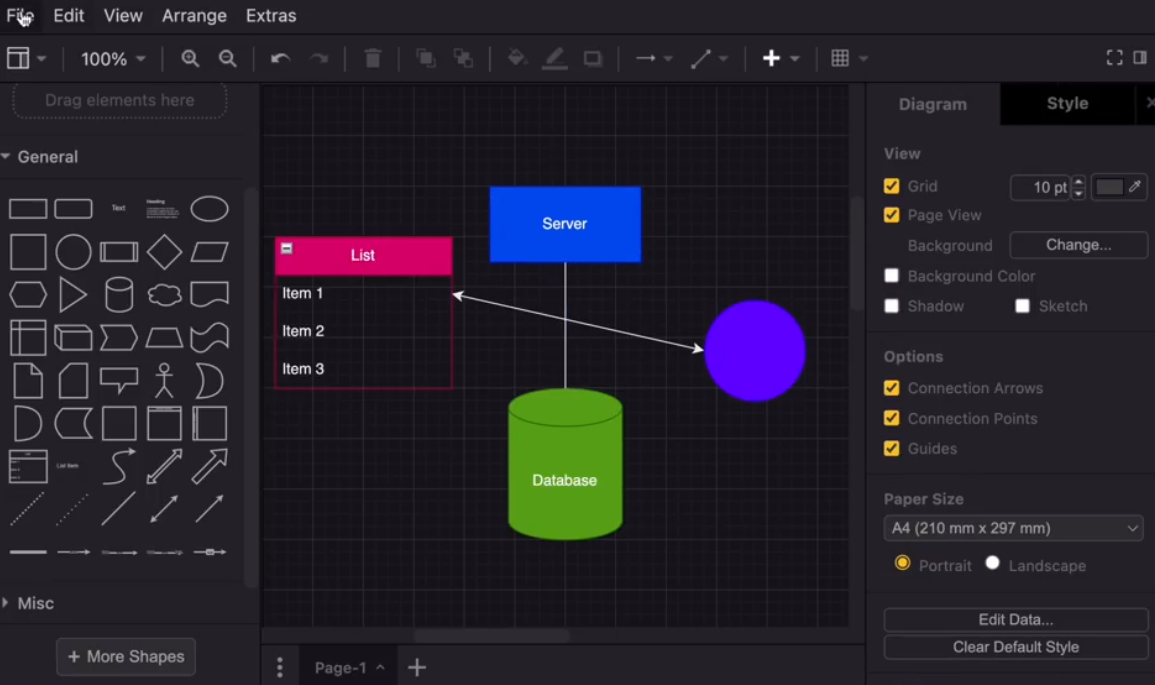 File Edit View Arrange Extras
100%
Drag elements here
General
Text
Heading
List Item
Misc
+ More Shapes
Server
List
Item 1
Item 2
Item 3
Database
Page-1
Diagram Style
View
Grid 10 pt
Page View
Background Change...
Background Color
Shadow Sketch
Options
Connection Arrows
Connection Points
Guides
Paper Size
A4 (210 mm x 297 mm)
Portrait Landscape
Edit Data...
Clear Default Style